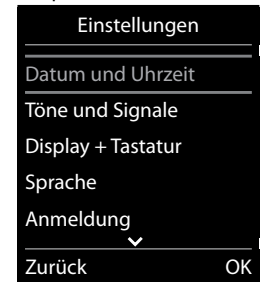 Einstellungen
Datum und Uhrzeit
Töne und Signale
Display + Tastatur
Sprache
Anmeldung
Zurück OK